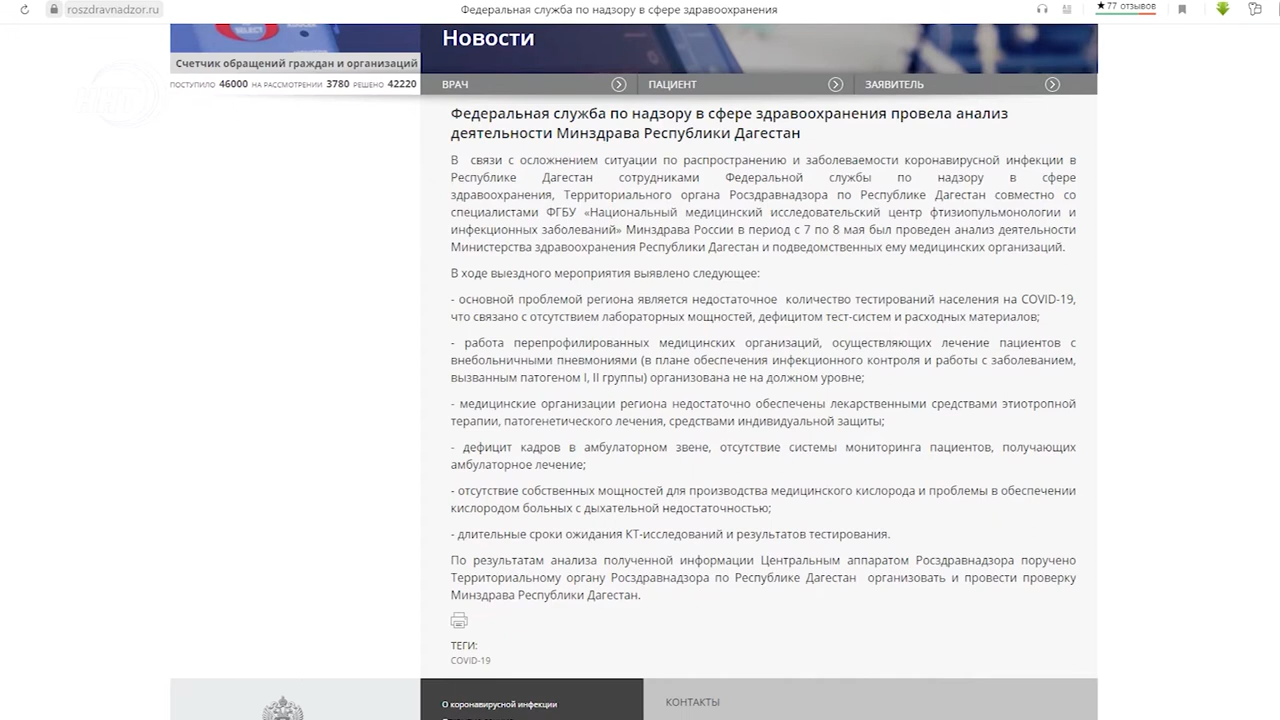 roszdravnadzor.ru
Федеральная служба по надзору в сфере здравоохранения
★77 отзывов
SELECT
Новости
Счетчик обращений граждан и организаций
ПОСТУПИЛО 46000 НА РАССМОТРЕНИИ 3780 РЕШЕНО 42220
ВРАЧ
ПАЦИЕНТ
ЗАЯВИТЕЛЬ
Федеральная служба по надзору в сфере здравоохранения провела анализ
деятельности Минздрава Республики Дагестан
В связи с осложнением ситуации по распространению и заболеваемости коронавирусной инфекции в
Республике Дагестан сотрудниками Федеральной службы по надзору в сфере
здравоохранения, Территориального органа Росздравнадзора по Республике Дагестан совместно со
специалистами ФГБУ «Национальный медицинский исследовательский центр фтизиопульмонологии и
инфекционных заболеваний» Минздрава России в период с 7 по 8 мая был проведен анализ деятельности
Министерства здравоохранения Республики Дагестан и подведомственных ему медицинских организаций.
В ходе выездного мероприятия выявлено следующее:
- основной проблемой региона является недостаточное количество тестирований населения на COVID-19,
что связано с отсутствием лабораторных мощностей, дефицитом тест-систем и расходных материалов;
- работа перепрофилированных медицинских организаций, осуществляющих лечение пациентов с
внебольничными пневмониями (в плане обеспечения инфекционного контроля и работы с заболеванием,
вызванным патогеном I, II группы) организована не на должном уровне;
- медицинские организации региона недостаточно обеспечены лекарственными средствами этиотропной
терапии, патогенетического лечения, средствами индивидуальной защиты;
- дефицит кадров в амбулаторном звене, отсутствие системы мониторинга пациентов, получающих
амбулаторное лечение;
- отсутствие собственных мощностей для производства медицинского кислорода и проблемы в обеспечении
кислородом больных с дыхательной недостаточностью;
- длительные сроки ожидания КТ-исследований и результатов тестирования.
По результатам анализа полученной информации Центральным аппаратом Росздравнадзора поручено
Территориальному органу Росздравнадзора по Республике Дагестан организовать и провести проверку
Минздрава Республики Дагестан.
ТЕГИ:
COVID-19
О коронавирусной инфекции
КОНТАКТЫ